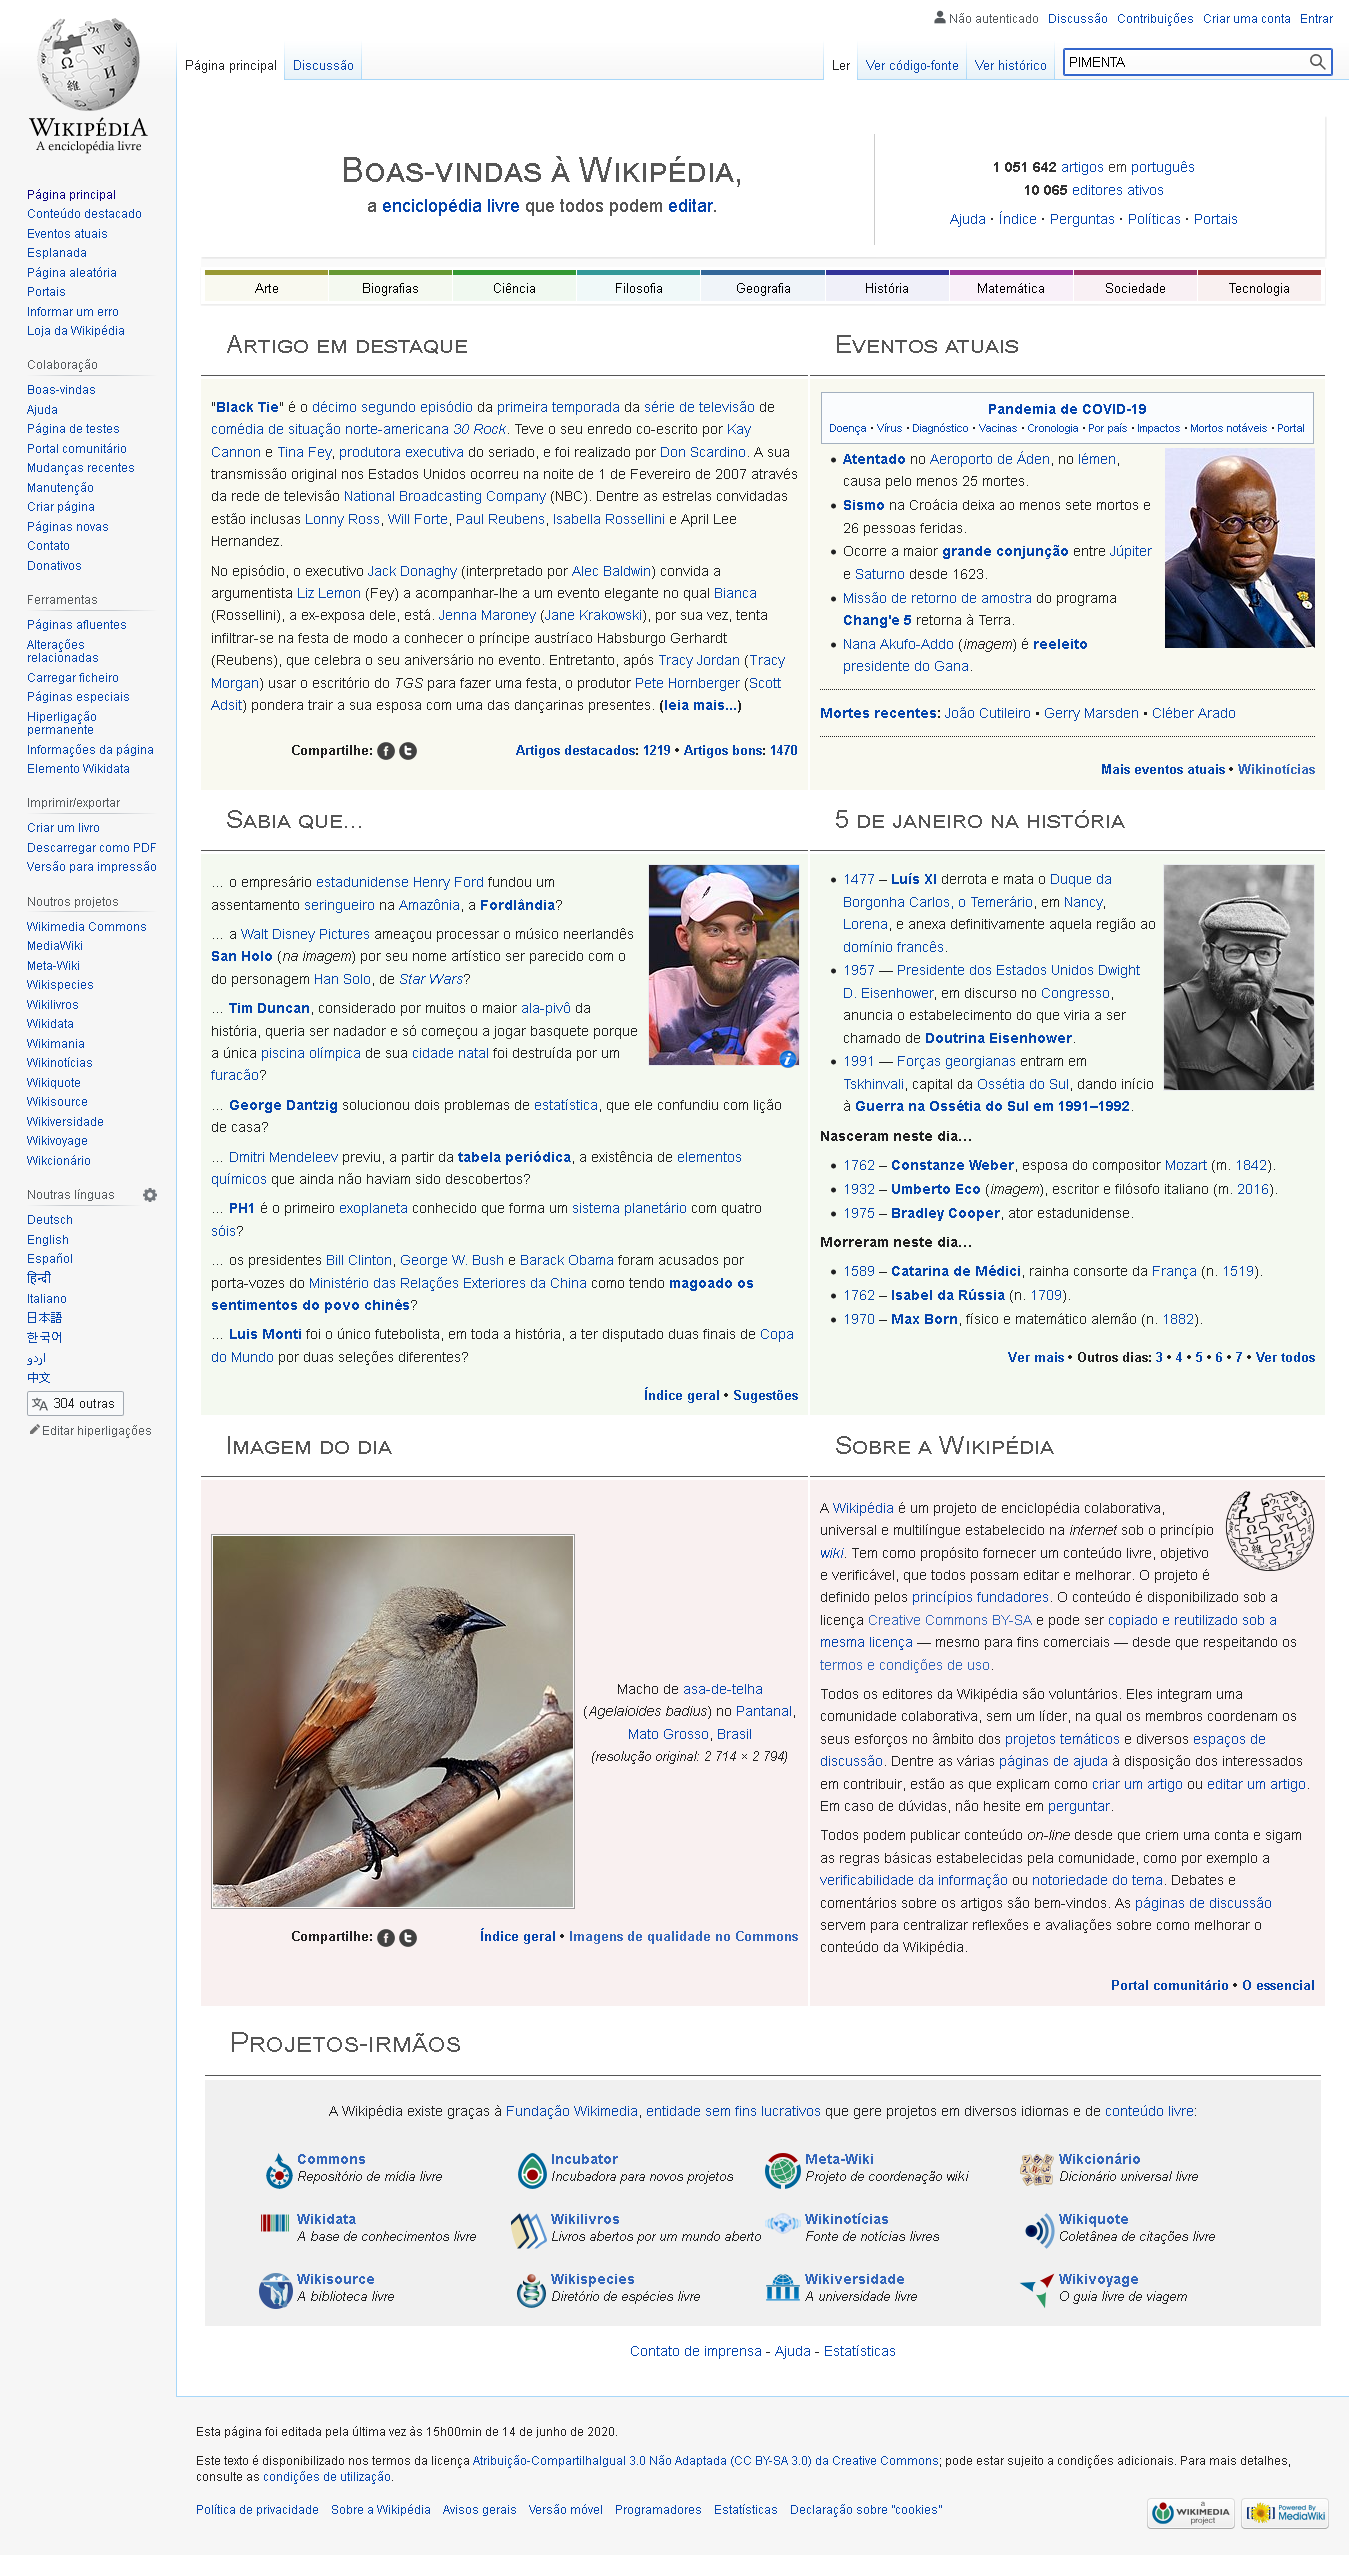 Não autenticado Discussão Contribuições Criar uma conta Entrar
Página principal Discussão Ler Ver código-fonte Ver histórico PIMENTA
WIKIPÉDIA
A enciclopédia livre
Página principal
Conteúdo destacado
Eventos atuais
Esplanada
Página aleatória
Portais
Informar um erro
Loja da Wikipédia
Colaboração
Boas-vindas
Ajuda
Página de testes
Portal comunitário
Mudanças recentes
Manutenção
Criar página
Páginas novas
Contato
Donativos
Ferramentas
Páginas afluentes
Alterações
relacionadas
Carregar ficheiro
Páginas especiais
Hiperligação
permanente
Informações da página
Elemento Wikidata
Imprimir/exportar
Criar um livro
Descarregar como PDF
Versão para impressão
Noutros projetos
Wikimedia Commons
MediaWiki
Meta-Wiki
Wikispecies
Wikilivros
Wikidata
Wikimania
Wikinotícias
Wikiquote
Wikisource
Wikiversidade
Wikivoyage
Wikcionário
Noutras línguas
Deutsch
English
Español
हिन्दी
Italiano
日本語
한국어
اردو
中文
304 outras
Editar hiperligações
Boas-vindas à Wikipédia,
a enciclopédia livre que todos podem editar.
1 051 642 artigos em português
10 065 editores ativos
Ajuda · Índice · Perguntas · Políticas · Portais
Arte Biografias Ciência Filosofia Geografia História Matemática Sociedade Tecnologia
Artigo em destaque
"Black Tie" é o décimo segundo episódio da primeira temporada da série de televisão de
comédia de situação norte-americana 30 Rock. Teve o seu enredo co-escrito por Kay
Cannon e Tina Fey, produtora executiva do seriado, e foi realizado por Don Scardino. A sua
transmissão original nos Estados Unidos ocorreu na noite de 1 de Fevereiro de 2007 através
da rede de televisão National Broadcasting Company (NBC). Dentre as estrelas convidadas
estão inclusas Lonny Ross, Will Forte, Paul Reubens, Isabella Rossellini e April Lee
Hernandez.
No episódio, o executivo Jack Donaghy (interpretado por Alec Baldwin) convida a
argumentista Liz Lemon (Fey) a acompanhar-lhe a um evento elegante no qual Bianca
(Rossellini), a ex-exposa dele, está. Jenna Maroney (Jane Krakowski), por sua vez, tenta
infiltrar-se na festa de modo a conhecer o príncipe austríaco Habsburgo Gerhardt
(Reubens), que celebra o seu aniversário no evento. Entretanto, após Tracy Jordan (Tracy
Morgan) usar o escritório do TGS para fazer uma festa, o produtor Pete Hornberger (Scott
Adsit) pondera trair a sua esposa com uma das dançarinas presentes. (leia mais...)
Compartilhe: Artigos destacados: 1219 • Artigos bons: 1470
Eventos atuais
Pandemia de COVID-19
Doença • Vírus • Diagnóstico • Vacinas • Cronologia • Por país • Impactos • Mortos notáveis • Portal
Atentado no Aeroporto de Áden, no Iémen,
causa pelo menos 25 mortes.
Sismo na Croácia deixa ao menos sete mortos e
26 pessoas feridas.
Ocorre a maior grande conjunção entre Júpiter
e Saturno desde 1623.
Missão de retorno de amostra do programa
Chang'e 5 retorna à Terra.
Nana Akufo-Addo (imagem) é reeleito
presidente do Gana.
Mortes recentes: João Cutileiro • Gerry Marsden • Cléber Arado
Mais eventos atuais • Wikinotícias
Sabia que...
... o empresário estadunidense Henry Ford fundou um
assentamento seringueiro na Amazônia, a Fordlândia?
... a Walt Disney Pictures ameaçou processar o músico neerlandês
San Holo (na imagem) por seu nome artístico ser parecido com o
do personagem Han Solo, de Star Wars?
... Tim Duncan, considerado por muitos o maior ala-pivô da
história, queria ser nadador e só começou a jogar basquete porque
a única piscina olímpica de sua cidade natal foi destruída por um
furacão?
... George Dantzig solucionou dois problemas de estatística, que ele confundiu com lição
de casa?
... Dmitri Mendeleev previu, a partir da tabela periódica, a existência de elementos
químicos que ainda não haviam sido descobertos?
... PH1 é o primeiro exoplaneta conhecido que forma um sistema planetário com quatro
sóis?
... os presidentes Bill Clinton, George W. Bush e Barack Obama foram acusados por
porta-vozes do Ministério das Relações Exteriores da China como tendo magoado os
sentimentos do povo chinês?
... Luis Monti foi o único futebolista, em toda a história, a ter disputado duas finais de Copa
do Mundo por duas seleções diferentes?
Índice geral • Sugestões
5 de janeiro na história
1477 – Luís XI derrota e mata o Duque da
Borgonha Carlos, o Temerário, em Nancy,
Lorena, e anexa definitivamente aquela região ao
domínio francês.
1957 — Presidente dos Estados Unidos Dwight
D. Eisenhower, em discurso no Congresso,
anuncia o estabelecimento do que viria a ser
chamado de Doutrina Eisenhower.
1991 — Forças georgianas entram em
Tskhinvali, capital da Ossétia do Sul, dando início
à Guerra na Ossétia do Sul em 1991–1992.
Nasceram neste dia...
1762 – Constanze Weber, esposa do compositor Mozart (m. 1842).
1932 – Umberto Eco (imagem), escritor e filósofo italiano (m. 2016).
1975 – Bradley Cooper, ator estadunidense.
Morreram neste dia...
1589 – Catarina de Médici, rainha consorte da França (n. 1519).
1762 – Isabel da Rússia (n. 1709).
1970 – Max Born, físico e matemático alemão (n. 1882).
Ver mais • Outros dias: 3 • 4 • 5 • 6 • 7 • Ver todos
Imagem do dia
Macho de asa-de-telha
(Agelaioides badius) no Pantanal,
Mato Grosso, Brasil
(resolução original: 2 714 × 2 794)
Compartilhe: Índice geral • Imagens de qualidade no Commons
Sobre a Wikipédia
A Wikipédia é um projeto de enciclopédia colaborativa,
universal e multilíngue estabelecido na internet sob o princípio
wiki. Tem como propósito fornecer um conteúdo livre, objetivo
e verificável, que todos possam editar e melhorar. O projeto é
definido pelos princípios fundadores. O conteúdo é disponibilizado sob a
licença Creative Commons BY-SA e pode ser copiado e reutilizado sob a
mesma licença — mesmo para fins comerciais — desde que respeitando os
termos e condições de uso.
Todos os editores da Wikipédia são voluntários. Eles integram uma
comunidade colaborativa, sem um líder, na qual os membros coordenam os
seus esforços no âmbito dos projetos temáticos e diversos espaços de
discussão. Dentre as várias páginas de ajuda à disposição dos interessados
em contribuir, estão as que explicam como criar um artigo ou editar um artigo.
Em caso de dúvidas, não hesite em perguntar.
Todos podem publicar conteúdo on-line desde que criem uma conta e sigam
as regras básicas estabelecidas pela comunidade, como por exemplo a
verificabilidade da informação ou notoriedade do tema. Debates e
comentários sobre os artigos são bem-vindos. As páginas de discussão
servem para centralizar reflexões e avaliações sobre como melhorar o
conteúdo da Wikipédia.
Portal comunitário • O essencial
Projetos-irmãos
A Wikipédia existe graças à Fundação Wikimedia, entidade sem fins lucrativos que gere projetos em diversos idiomas e de conteúdo livre:
Commons Incubator Meta-Wiki Wikcionário
Repositório de mídia livre Incubadora para novos projetos Projeto de coordenação wiki Dicionário universal livre
Wikidata Wikilivros Wikinotícias Wikiquote
A base de conhecimentos livre Livros abertos por um mundo aberto Fonte de notícias livres Coletânea de citações livre
Wikisource Wikispecies Wikiversidade Wikivoyage
A biblioteca livre Diretório de espécies livre A universidade livre O guia livre de viagem
Contato de imprensa - Ajuda - Estatísticas
Esta página foi editada pela última vez às 15h00min de 14 de junho de 2020.
Este texto é disponibilizado nos termos da licença Atribuição-CompartilhaIgual 3.0 Não Adaptada (CC BY-SA 3.0) da Creative Commons; pode estar sujeito a condições adicionais. Para mais detalhes,
consulte as condições de utilização.
Política de privacidade Sobre a Wikipédia Avisos gerais Versão móvel Programadores Estatísticas Declaração sobre "cookies"
a
WIKIMEDIA
project
Powered By
MediaWiki